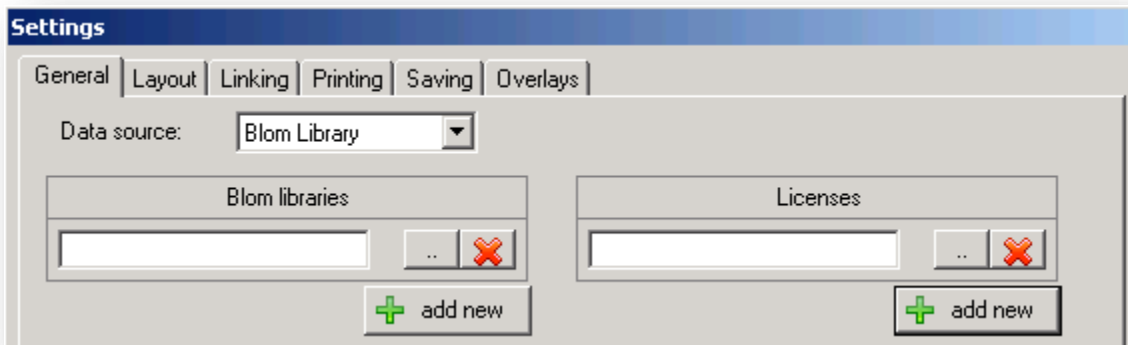 Settings
General Layout Linking Printing Saving Overlays
Data source: Blom Library
Blom libraries Licenses
.. ..
add new add new